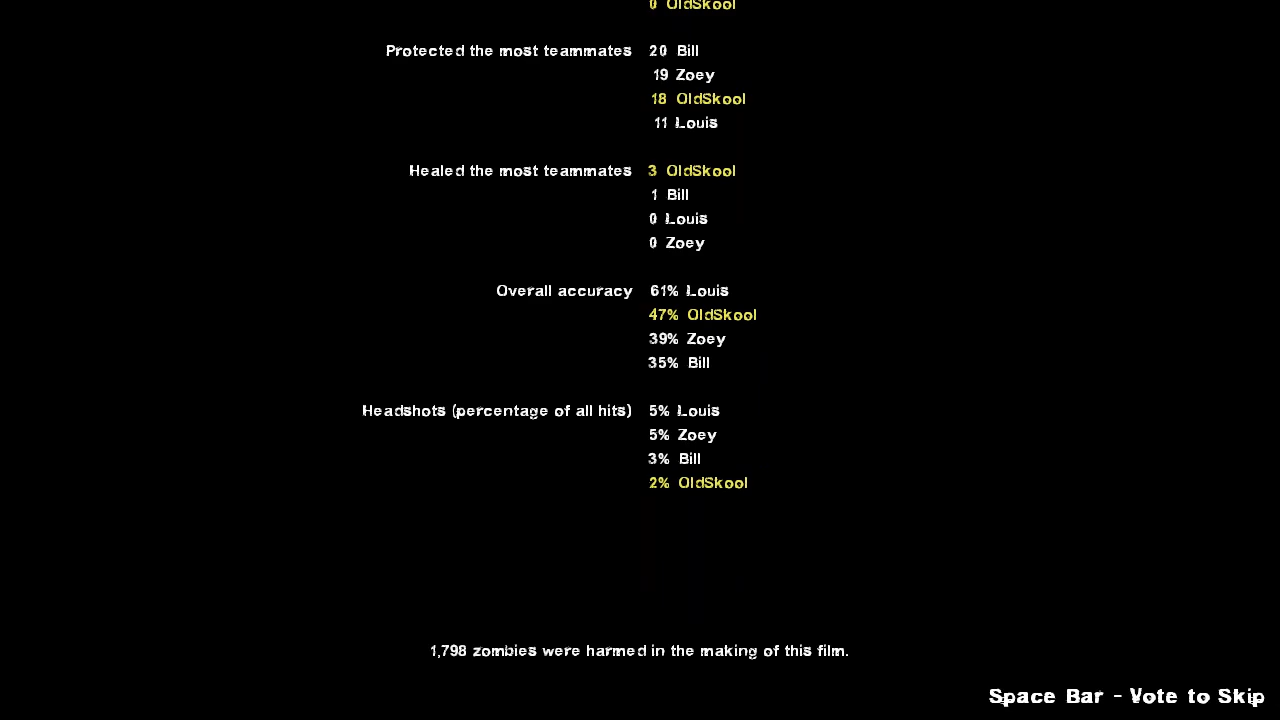 0 OldSkool
Protected the most teammates 20 Bill
19 Zoey
18 OldSkool
11 Louis
Healed the most teammates 3 OldSkool
1 Bill
0 Louis
0 Zoey
Overall accuracy 61% Louis
47% OldSkool
39% Zoey
35% Bill
Headshots (percentage of all hits) 5% Louis
5% Zoey
3% Bill
2% OldSkool
1,798 zombies were harmed in the making of this film.
Space Bar - Vote to Skip